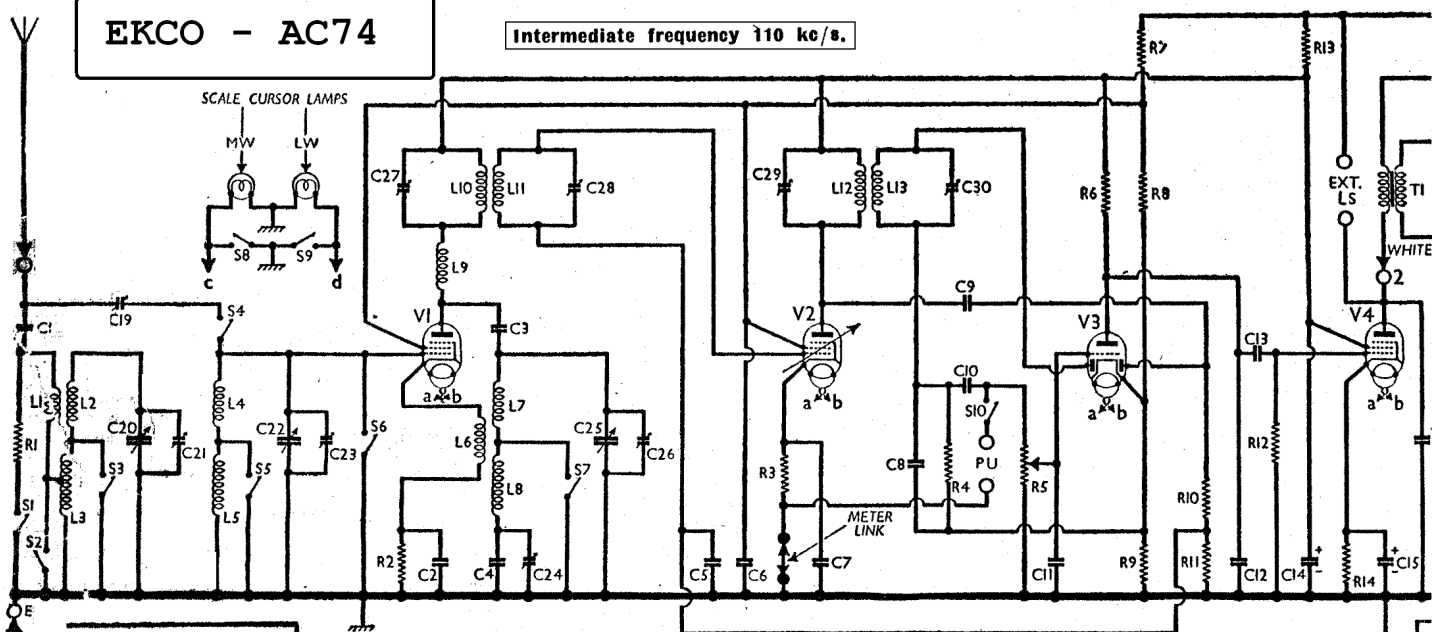 EKCO - AC74
Intermediate frequency 110 kc/s.
R7
R13
SCALE CURSOR LAMPS
MW
LW
C27
L10
L11
C28
C29
L12
L13
C30
R6
R8
EXT.
LS
T1
S8
S9
c
d
L9
WHITE
2
C9
C19
S4
C1
V1
C3
V2
V3
V4
C13
C10
a b
a b
a b
b
L1
L2
L4
L7
S10
C20
C22
S6
L6
C25
R1
C21
S3
C23
S5
S7
C26
R12
R3
C8
R4
PU
R5
L3
L5
L8
R10
S1
METER
LINK
S2
R2
C2
C4
C24
C5
C6
C7
C11
R9
R11
C12
C14
+
-
R14
+
-
C15
E